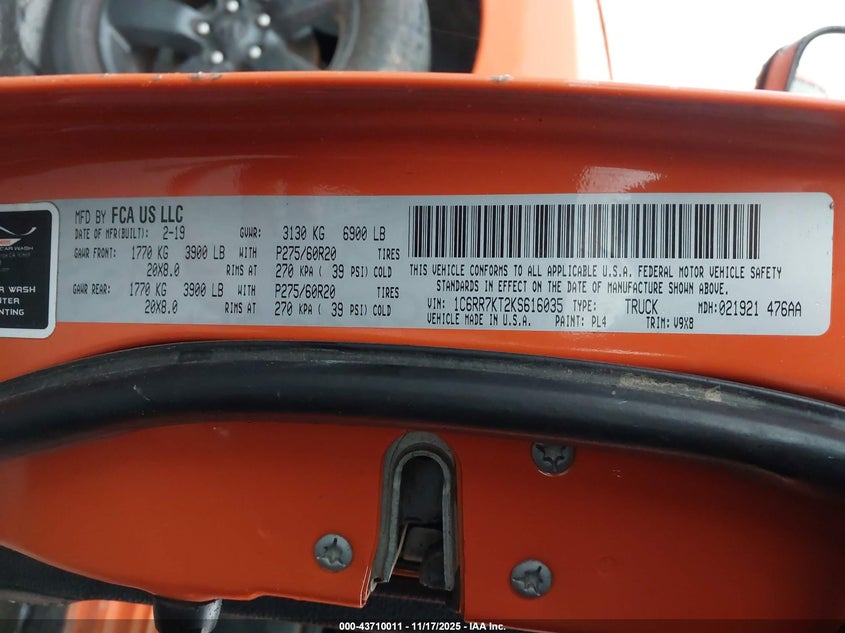 MFD BY FCA US LLC
DATE OF MFR(BUILT): 2-19 GVWR: 3130 KG 6900 LB
GAWR FRONT: 1770 KG 3900 LB WITH P275/60R20 TIRES
20X8.0 RIMS AT 270 KPA ( 39 PSI) COLD
GAWR REAR: 1770 KG 3900 LB WITH P275/60R20 TIRES
20X8.0 RIMS AT 270 KPA ( 39 PSI) COLD
THIS VEHICLE CONFORMS TO ALL APPLICABLE U.S.A. FEDERAL MOTOR VEHICLE SAFETY
STANDARDS IN EFFECT ON THE DATE OF MANUFACTURE SHOWN ABOVE.
VIN: 1C6RR7KT2KS616035 TYPE: TRUCK MDH:021921 476AA
VEHICLE MADE IN U.S.A. PAINT: PL4 TRIM: V9X8
CAR WASH
WASH
NTING
000-43710011 — 11/17/2025 — IAA Inc.